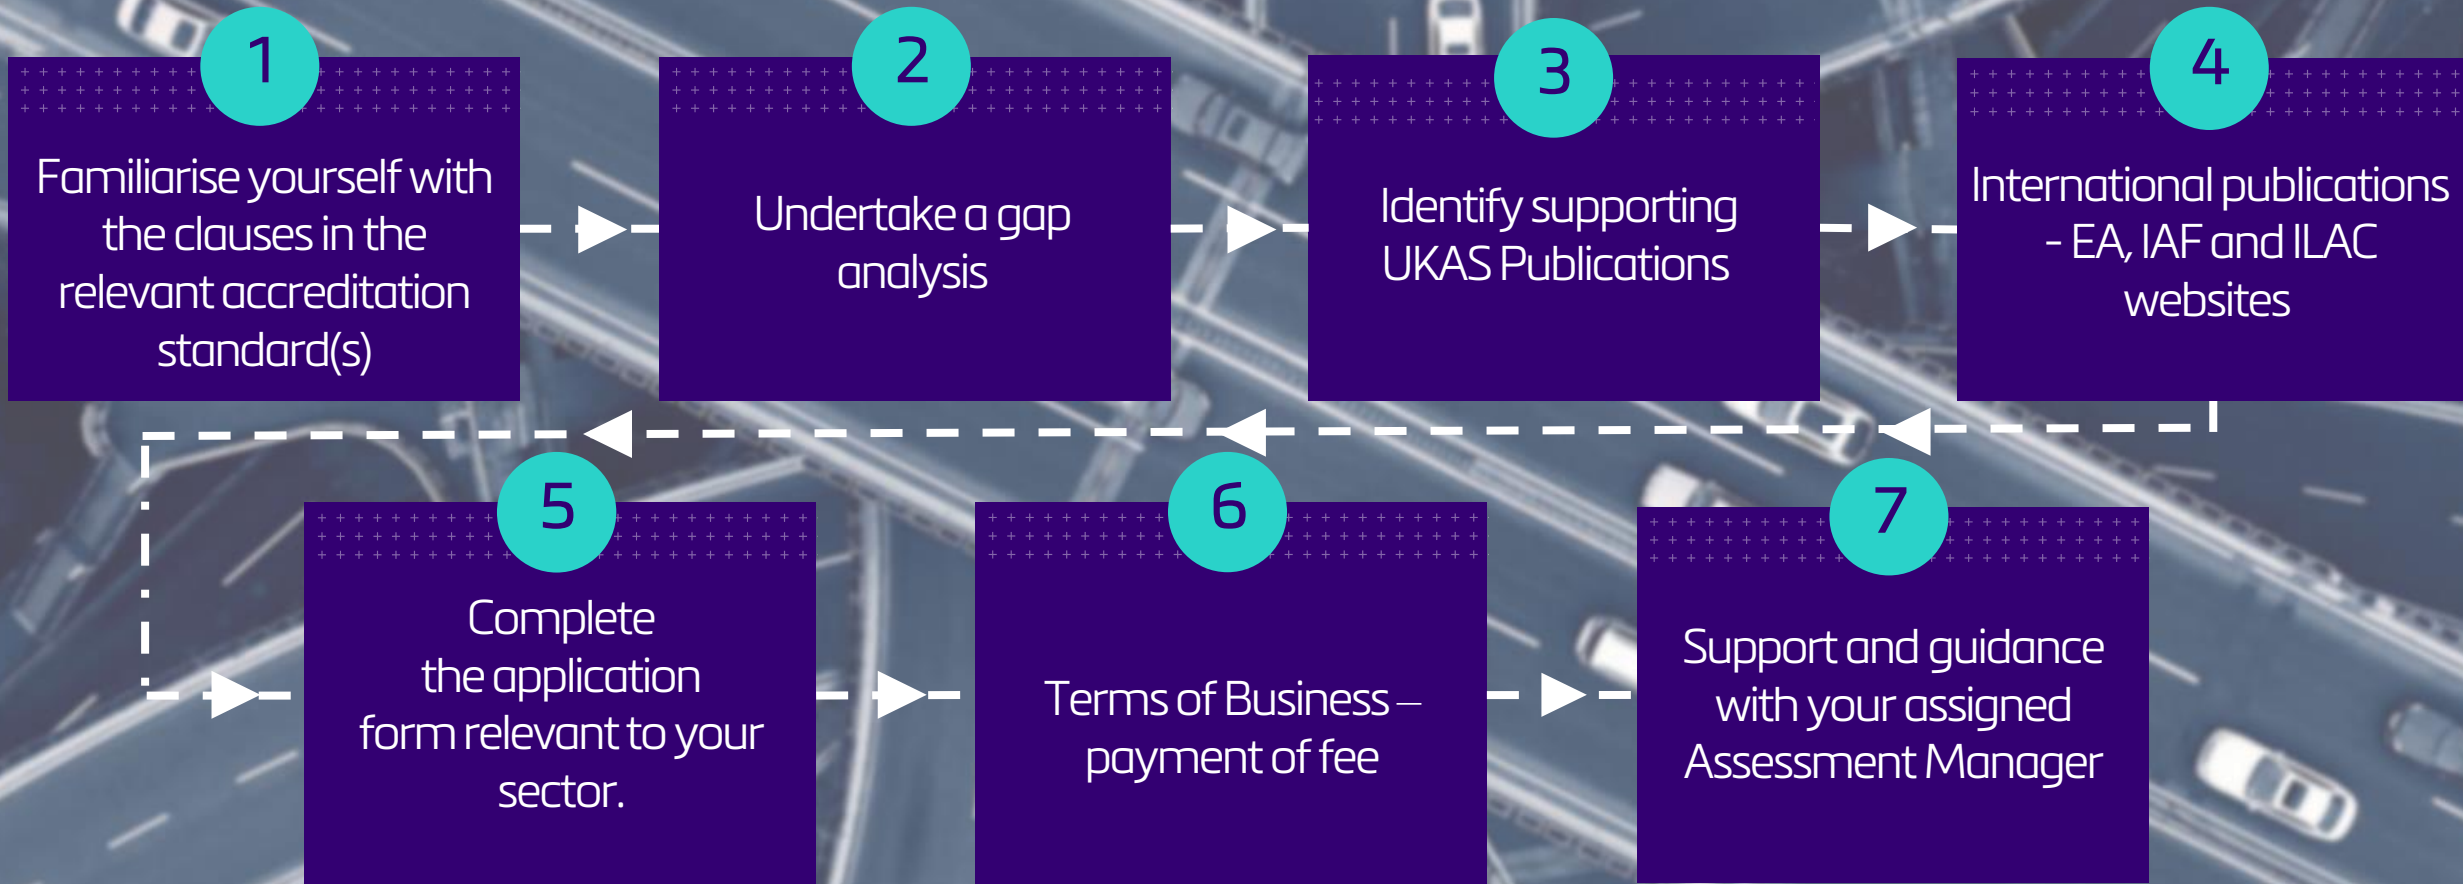 1
Familiarise yourself with
the clauses in the
relevant accreditation
standard(s)
2
Undertake a gap
analysis
3
Identify supporting
UKAS Publications
4
International publications
- EA, IAF and ILAC
websites
5
Complete
the application
form relevant to your
sector.
6
Terms of Business –
payment of fee
7
Support and guidance
with your assigned
Assessment Manager